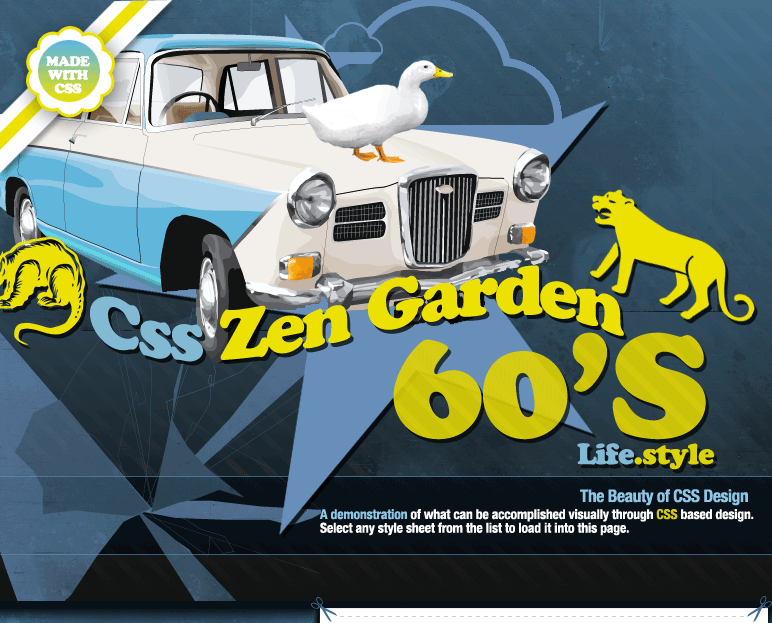 MADE
WITH
CSS
Css Zen Garden
60'S
Life.style
The Beauty of CSS Design
A demonstration of what can be accomplished visually through CSS based design.
Select any style sheet from the list to load it into this page.